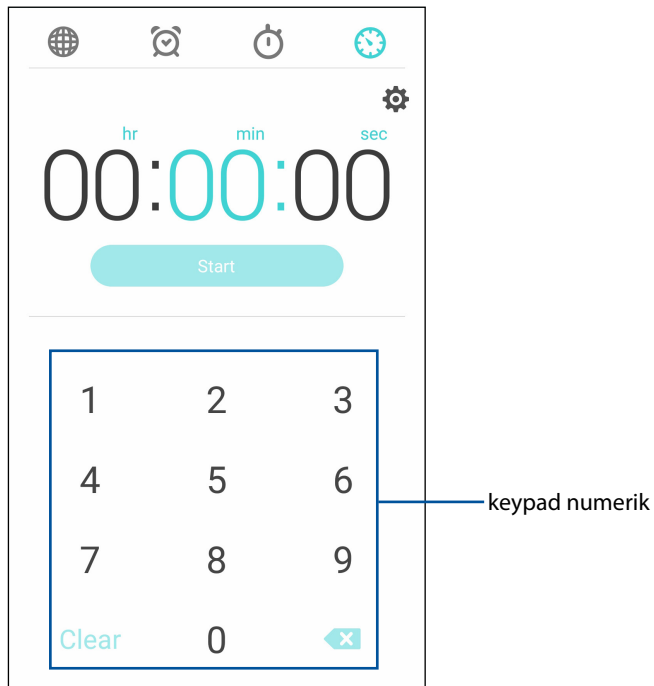 hr min sec
00:00:00
Start
1 2 3
4 5 6
keypad numerik
7 8 9
Clear 0